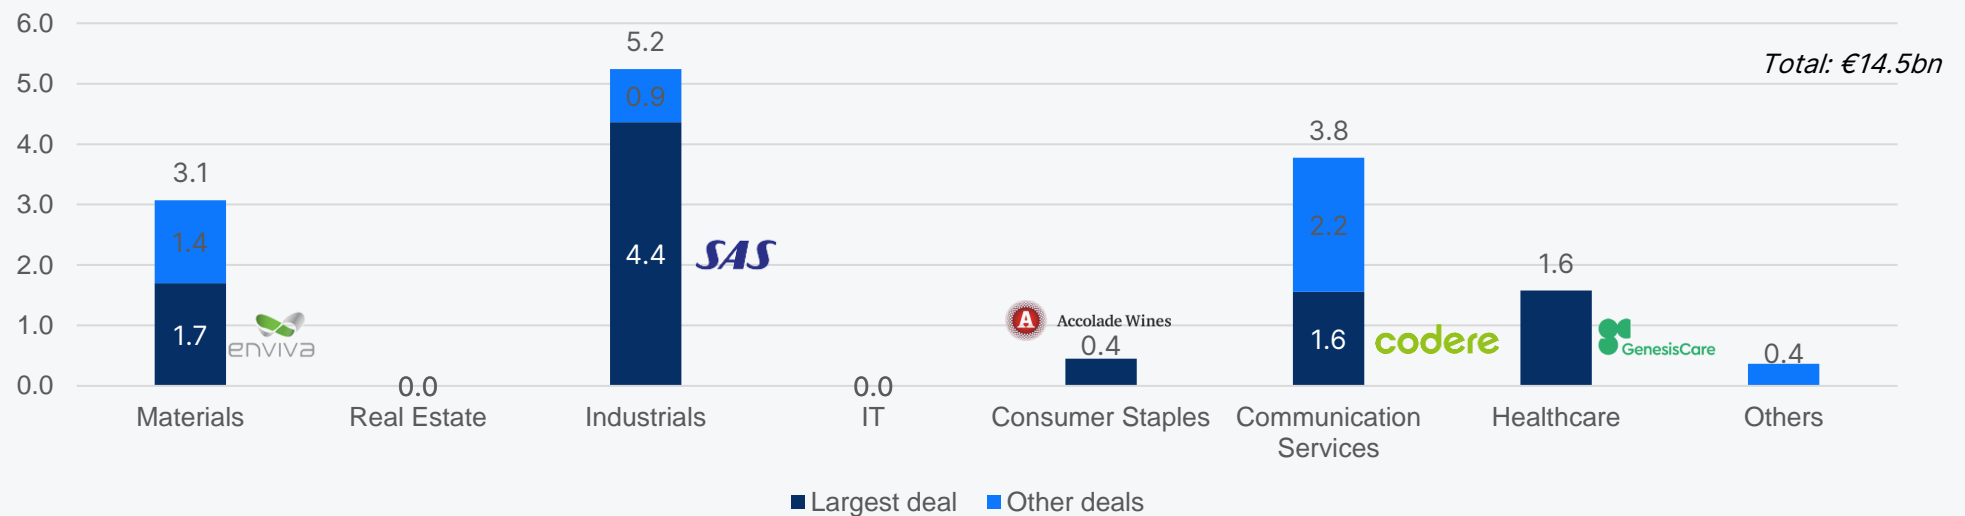 6.0
5.0
4.0
3.0
2.0
1.0
0.0
Total: €14.5bn
3.1
1.4
1.7
enviva
0.0
5.2
0.9
4.4
SAS
0.0
A
Accolade Wines
0.4
3.8
2.2
1.6
codere
1.6
GenesisCare
0.4
Materials
Real Estate
Industrials
IT
Consumer Staples
Communication
Services
Healthcare
Others
Largest deal
Other deals